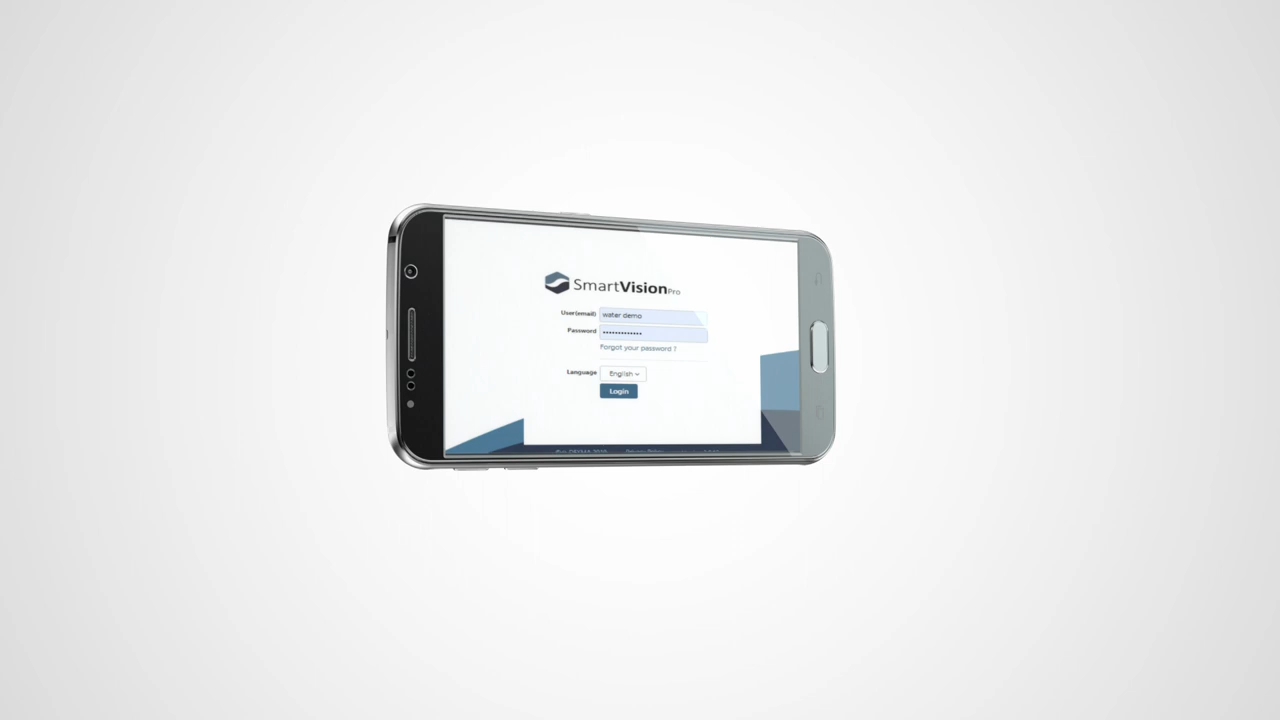 SmartVisionPro
User(email) water demo
Password •••••••••••••
Forgot your password ?
Language English
Login